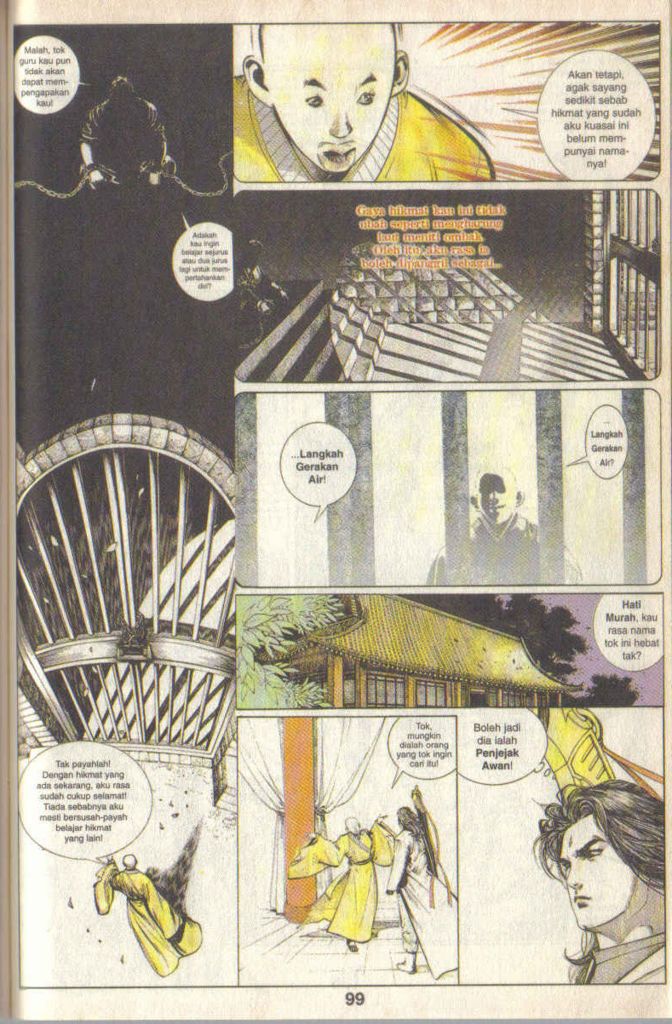 Malah, tok
guru kau pun
tidak akan
dapat mem-
pengapakan
kau!
Adakah
kau ingin
belajar sejurus
atau dua jurus
lagi untuk mem-
pertahankan
diri?
Tak payahlah!
Dengan hikmat yang
ada sekarang, aku rasa
sudah cukup selamat!
Tiada sebabnya aku
mesti bersusah-payah
belajar hikmat
yang lain!
Akan tetapi,
agak sayang
sedikit sebab
hikmat yang sudah
aku kuasai ini
belum mem-
punyai nama-
nya!
Gaya hikmat kau ini tidak
ubah seperti mengharung
laut meniti ombak.
Oleh itu, aku rasa ia
boleh dipanggil sebagai...
...Langkah
Gerakan
Air!
...
Langkah
Gerakan
Air?
Hati
Murah, kau
rasa nama
tok ini hebat
tak?
Tok,
mungkin
dialah orang
yang tok ingin
cari itu!
Boleh jadi
dia ialah
Penjejak
Awan!
99